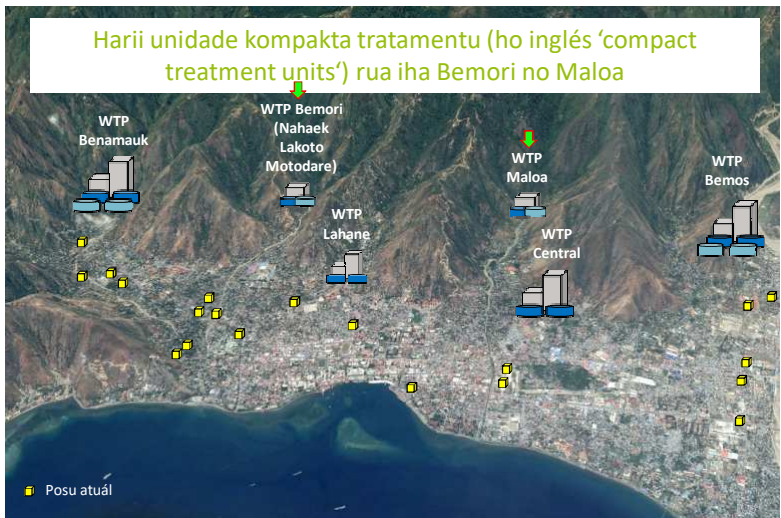 Harii unidade kompakta tratamentu (ho inglés ‘compact
treatment units‘) rua iha Bemori no Maloa
WTP
Benamauk
WTP Bemori
(Nahaek
Lakoto
Motodare)
WTP
Lahane
WTP
Maloa
WTP
Central
WTP
Bemos
Posu atuál